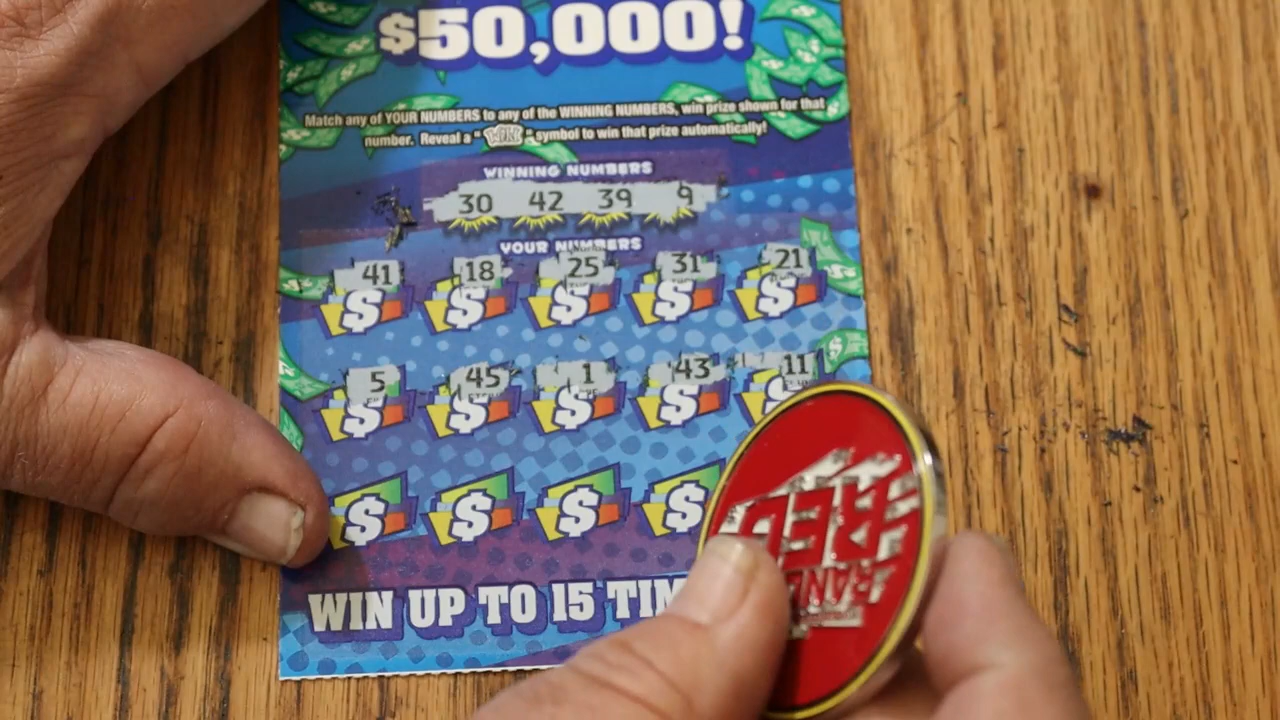 $50,000!
Match any of YOUR NUMBERS to any of the WINNING NUMBERS, win prize shown for that
number. Reveal a "WIN" symbol to win that prize automatically!
WINNING NUMBERS
30 42 39 9
YOUR NUMBERS
41 18 25 31 21
$ $ $ $ $
5 45 1 43 11
$ $ $ $ $
$ $ $ $
WIN UP TO 15 TIM
RED